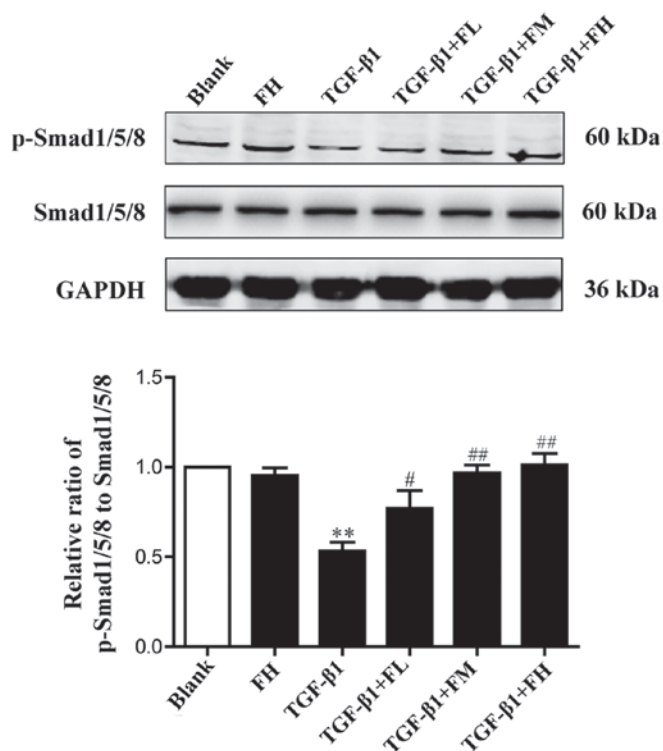 Blank FH TGF-β1 TGF-β1+FL TGF-β1+FM TGF-β1+FH
p-Smad1/5/8 60 kDa
Smad1/5/8 60 kDa
GAPDH 36 kDa
Relative ratio of
p-Smad1/5/8 to Smad1/5/8
1.5
1.0
0.5
0.0
** # ## ##
Blank FH TGF-β1 TGF-β1+FL TGF-β1+FM TGF-β1+FH